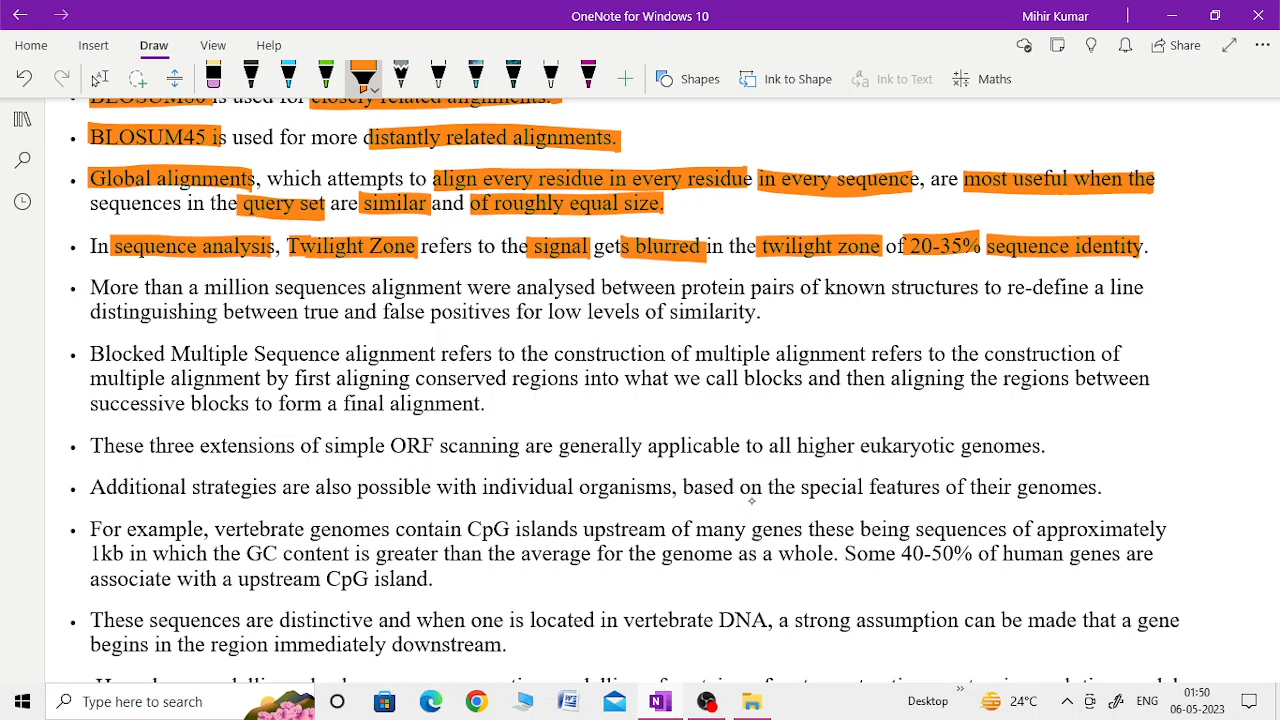 OneNote for Windows 10
Mihir Kumar
Home Insert Draw View Help
Share
Shapes Ink to Shape Ink to Text Maths
BLOSUM80 is used for closely related alignments.
• BLOSUM45 is used for more distantly related alignments.
• Global alignments, which attempts to align every residue in every residue in every sequence, are most useful when the
sequences in the query set are similar and of roughly equal size.
• In sequence analysis, Twilight Zone refers to the signal gets blurred in the twilight zone of 20-35% sequence identity.
• More than a million sequences alignment were analysed between protein pairs of known structures to re-define a line
distinguishing between true and false positives for low levels of similarity.
• Blocked Multiple Sequence alignment refers to the construction of multiple alignment refers to the construction of
multiple alignment by first aligning conserved regions into what we call blocks and then aligning the regions between
successive blocks to form a final alignment.
• These three extensions of simple ORF scanning are generally applicable to all higher eukaryotic genomes.
• Additional strategies are also possible with individual organisms, based on the special features of their genomes.
• For example, vertebrate genomes contain CpG islands upstream of many genes these being sequences of approximately
1kb in which the GC content is greater than the average for the genome as a whole. Some 40-50% of human genes are
associate with a upstream CpG island.
• These sequences are distinctive and when one is located in vertebrate DNA, a strong assumption can be made that a gene
begins in the region immediately downstream.
Type here to search
Desktop
24°C
ENG
01:50
06-05-2023